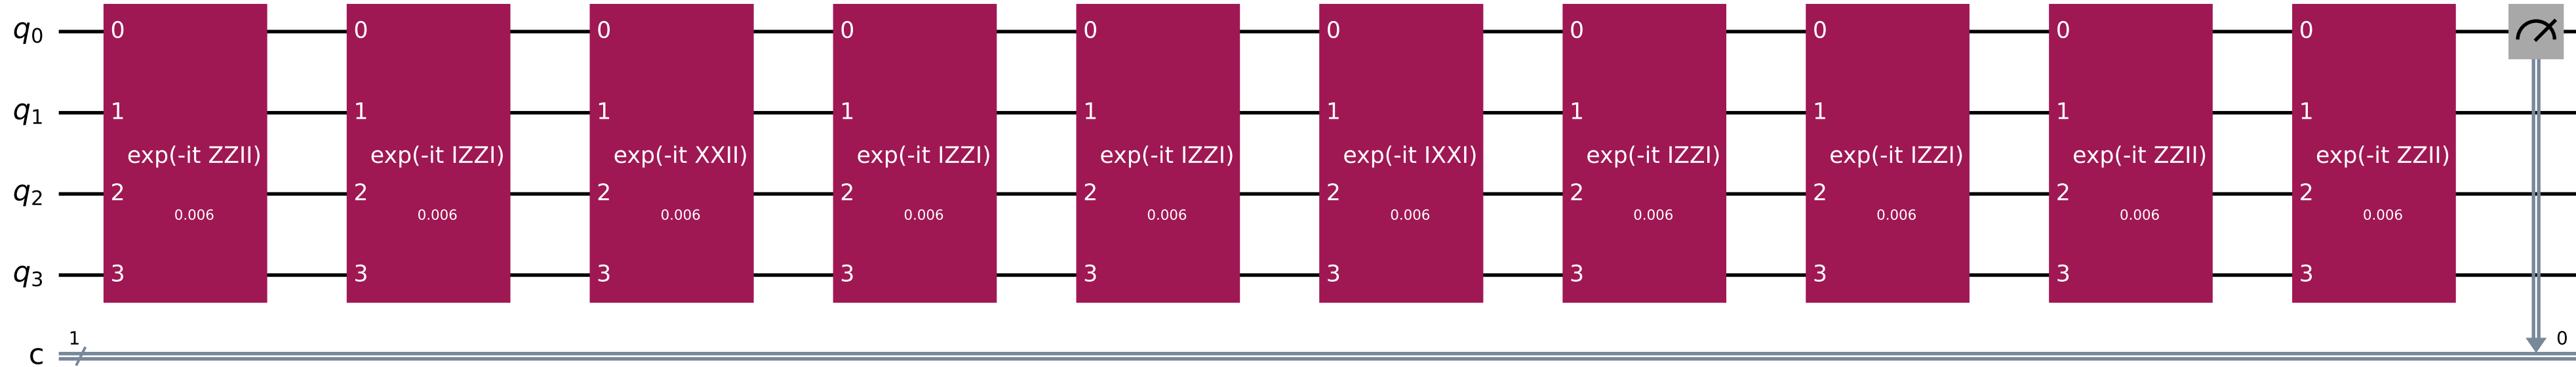 q0 0 0 0 0 0 0 0 0 0 0
q1 1 1 1 1 1 1 1 1 1 1
exp(-it ZZII) exp(-it IZZI) exp(-it XXII) exp(-it IZZI) exp(-it IZZI) exp(-it IXXI) exp(-it IZZI) exp(-it IZZI) exp(-it ZZII) exp(-it ZZII)
q2 2 2 2 2 2 2 2 2 2 2
0.006 0.006 0.006 0.006 0.006 0.006 0.006 0.006 0.006 0.006
q3 3 3 3 3 3 3 3 3 3 3
1 0
c